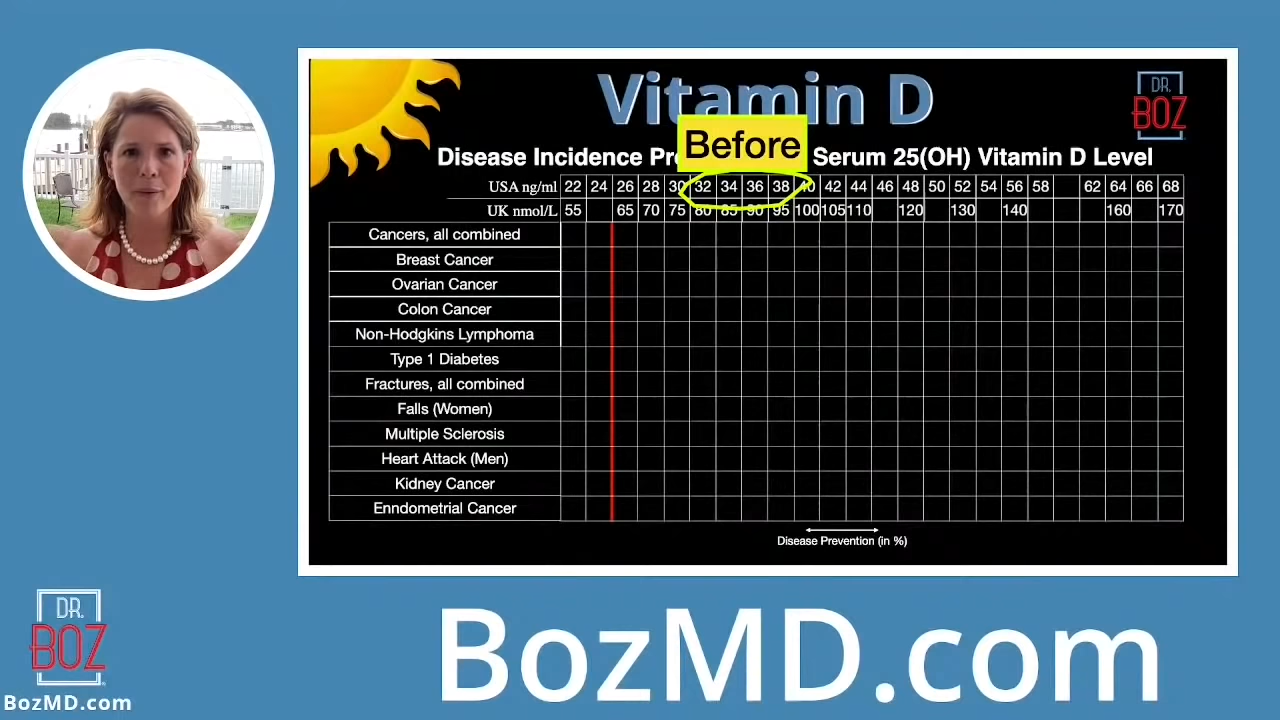 Vitamin D
DR.
BOZ
Before
Disease Incidence Serum 25(OH) Vitamin D Level
USA ng/ml 22 24 26 28 30 32 34 36 38 40 42 44 46 48 50 52 54 56 58 62 64 66 68
UK nmol/L 55 65 70 75 80 85 90 95 100 105 110 120 130 140 160 170
Cancers, all combined
Breast Cancer
Ovarian Cancer
Colon Cancer
Non-Hodgkins Lymphoma
Type 1 Diabetes
Fractures, all combined
Falls (Women)
Multiple Sclerosis
Heart Attack (Men)
Kidney Cancer
Enndometrial Cancer
Disease Prevention (in %)
DR.
BOZ
BozMD.com
BozMD.com